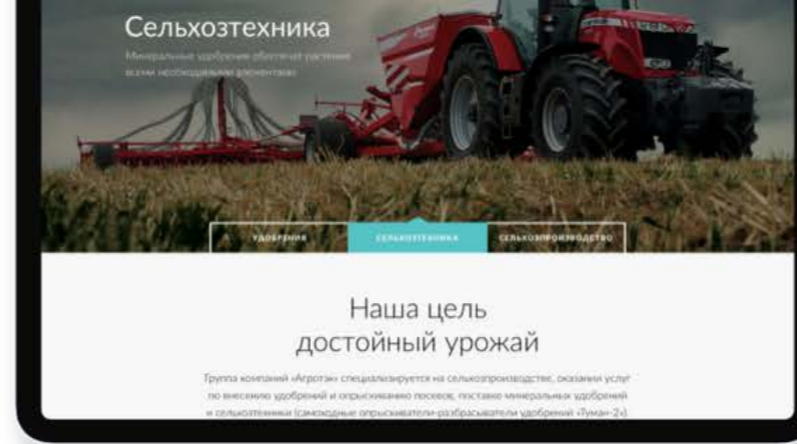 Сельхозтехника
Минеральные удобрения обеспечат растения
всеми необходимыми элементами
УДОБРЕНИЯ
СЕЛЬХОЗТЕХНИКА
СЕЛЬХОЗПРОИЗВОДСТВО
Наша цель
достойный урожай
Группа компаний «Агротэк» специализируется на сельхозпроизводстве, оказании услуг
по внесению удобрений и опрыскиванию посевов, поставке минеральных удобрений
и сельхозтехники (самоходные опрыскиватели-разбрасыватели удобрений «Туман-2»)